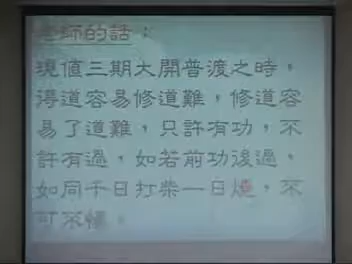 老師的話：
現值三期大開普渡之時，
得道容易修道難，修道容
易了道難，只許有功，不
許有過，如若前功後過，
如同千日打柴一日燒，不
可不慎。